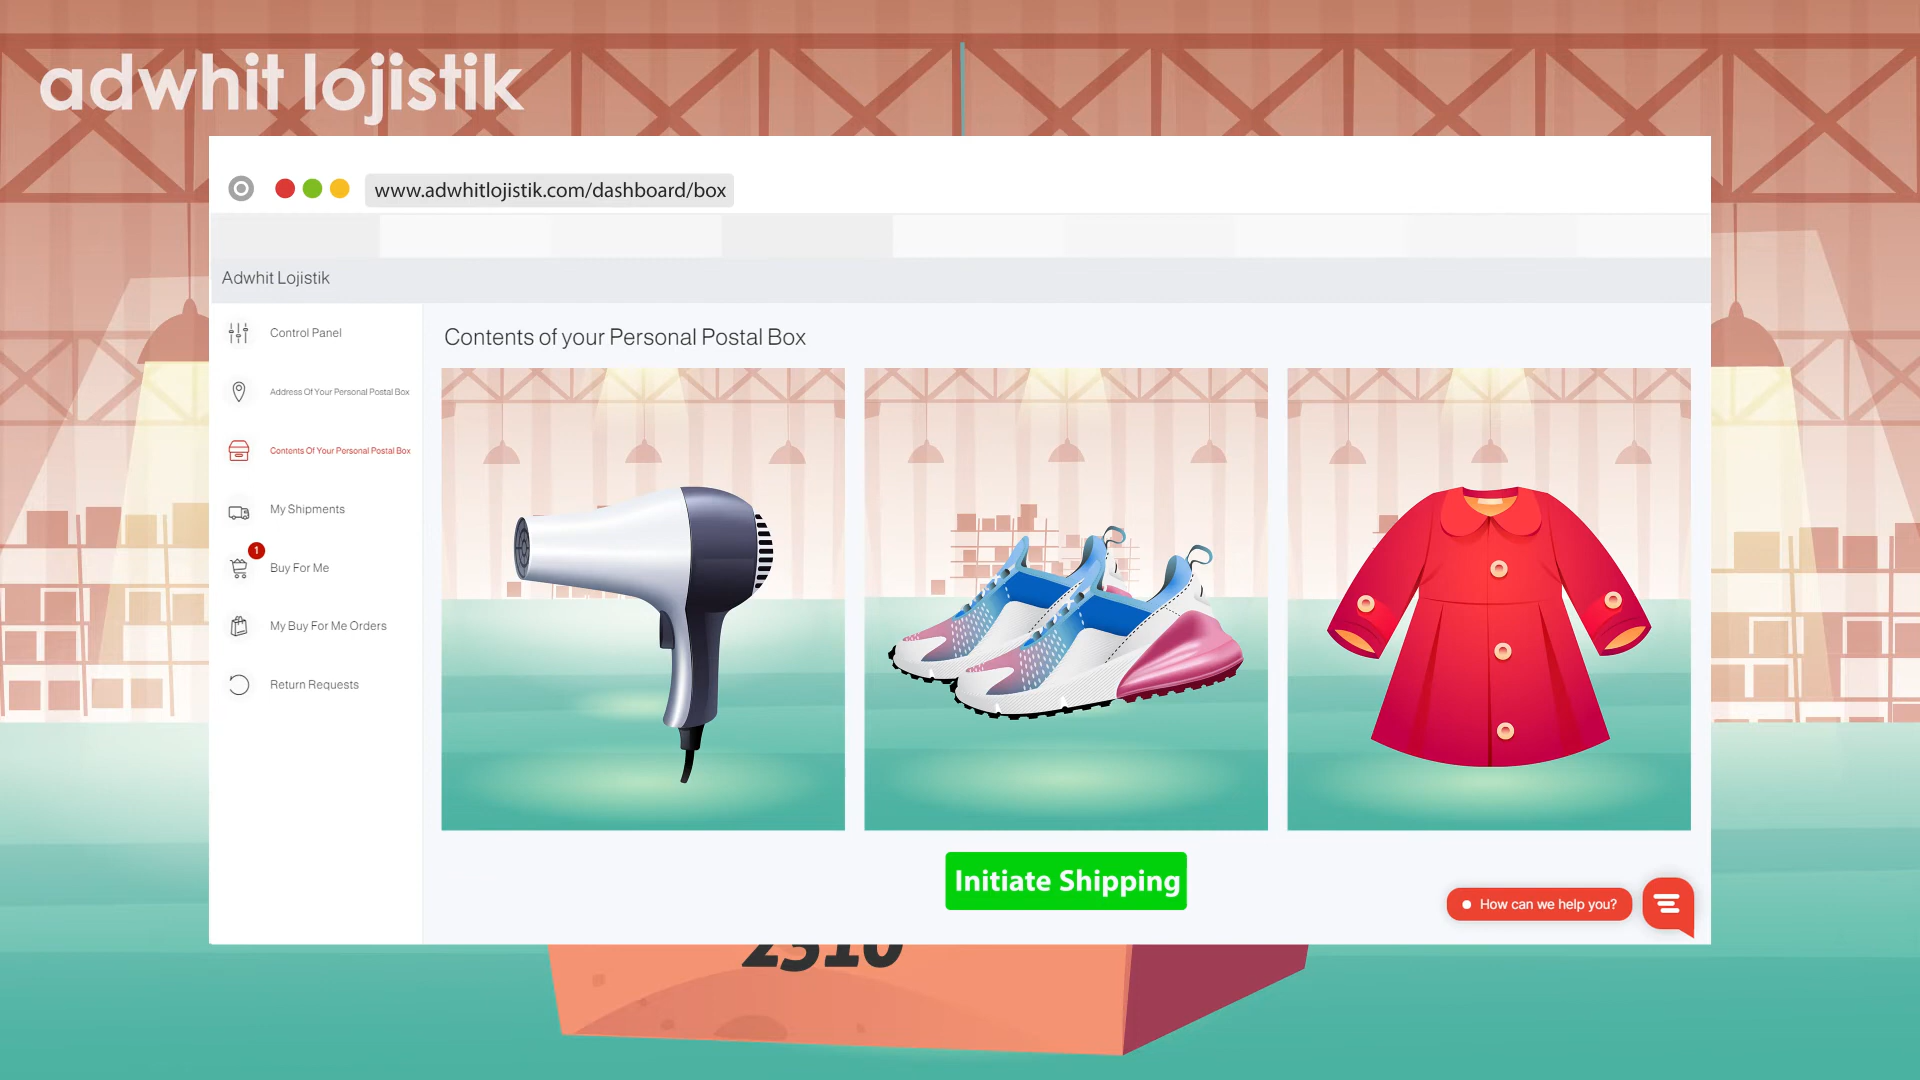 adwhit lojistik
www.adwhitlojistik.com/dashboard/box
Adwhit Lojistik
Control Panel
Address Of Your Personal Postal Box
Contents Of Your Personal Postal Box
My Shipments
1
Buy For Me
My Buy For Me Orders
Return Requests
Contents of your Personal Postal Box
Initiate Shipping
How can we help you?
2310